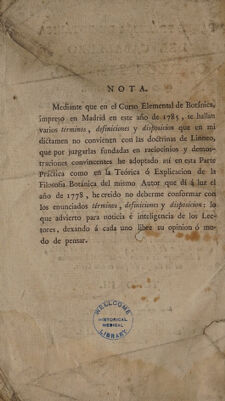 NOTA.
Mediante que en el Curso Elemental de Botánica,
impreso en Madrid en este año de 1785, se hallan
varios términos, definiciones y disposicion que en mi
dictamen no convienen con las doctrinas de Linneo,
que por juzgarlas fundadas en raciocinios y demos-
traciones convincentes he adoptado así en esta Parte
Práctica como en la Teórica ó Explicacion de la
Filosofia Botánica del mismo Autor que dí á luz el
año de 1778, he creido no deberme conformar con
los enunciados términos, definiciones y disposicion: lo
que advierto para noticia é inteligencia de los Lec-
tores, dexando á cada uno libre su opinion ó mo-
do de pensar.
WELLCOME
HISTORICAL
MEDICAL
LIBRARY